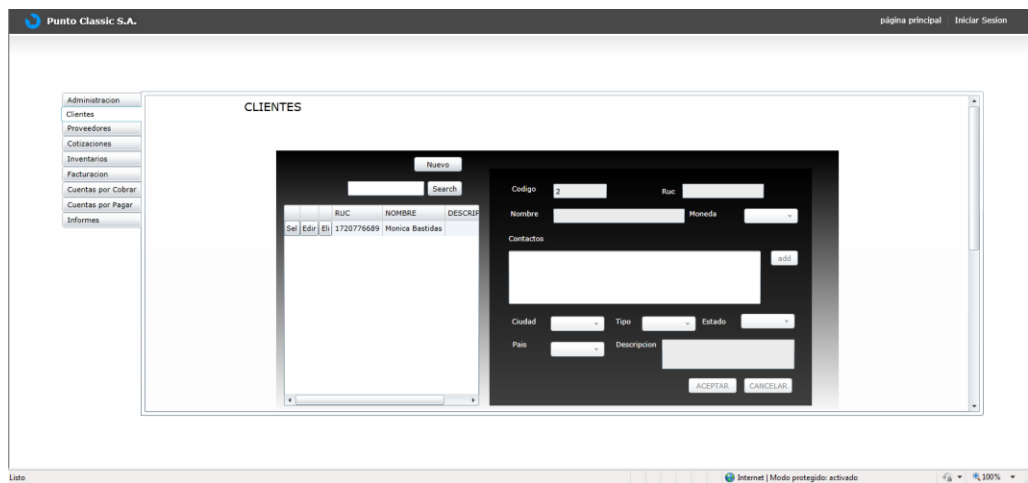 Punto Classic S.A.
página principal Iniciar Sesion
Administracion
Clientes
Proveedores
Cotizaciones
Inventarios
Facturacion
Cuentas por Cobrar
Cuentas por Pagar
Informes
CLIENTES
Nuevo
Search
RUC NOMBRE DESCRIP
Sel Edir Eli 1720776689 Monica Bastidas
Codigo 2 Ruc
Nombre Moneda
Contactos
add
Ciudad Tipo Estado
Pais Descripcion
ACEPTAR CANCELAR
Listo Internet | Modo protegido: activado 100%